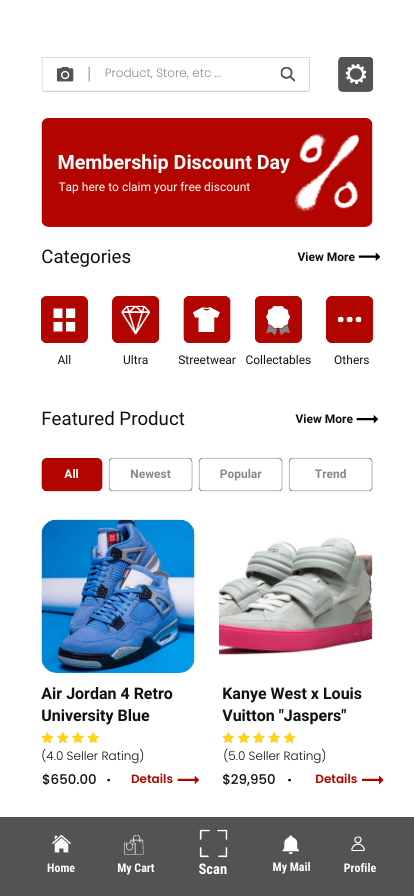 Product, Store, etc ...
Membership Discount Day
Tap here to claim your free discount
%
Categories
View More
All
Ultra
Streetwear
Collectables
Others
Featured Product
View More
All
Newest
Popular
Trend
Air Jordan 4 Retro
University Blue
(4.0 Seller Rating)
$650.00 · Details
Kanye West x Louis
Vuitton "Jaspers"
(5.0 Seller Rating)
$29,950 · Details
Home
My Cart
Scan
My Mail
Profile